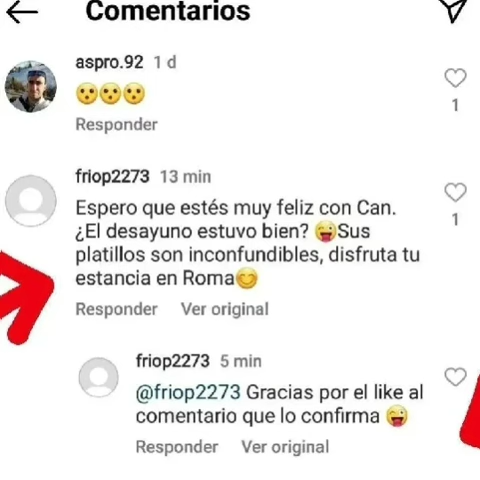 Comentarios
aspro.92 1 d
😮😮😮
1
Responder
friop2273 13 min
Espero que estés muy feliz con Can.
¿El desayuno estuvo bien? 😜Sus
1
platillos son inconfundibles, disfruta tu
estancia en Roma😊
Responder Ver original
friop2273 5 min
@friop2273 Gracias por el like al
comentario que lo confirma 😜
Responder Ver original